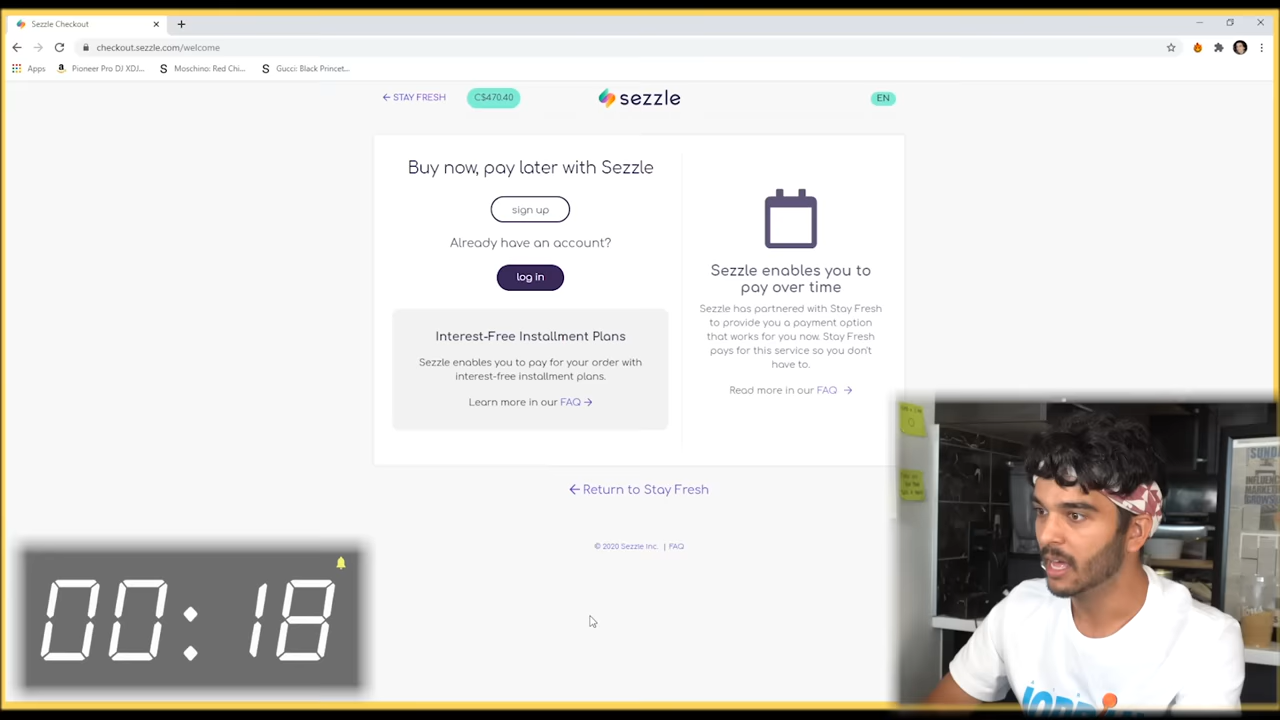 Sezzle Checkout
checkout.sezzle.com/welcome
Apps
Pioneer Pro DJ XDJ...
Moschino: Red Chi...
Gucci: Black Princet...
← STAY FRESH
C$470.40
sezzle
EN
Buy now, pay later with Sezzle
sign up
Already have an account?
log in
Interest-Free Installment Plans
Sezzle enables you to pay for your order with
interest-free installment plans.
Learn more in our FAQ →
Sezzle enables you to
pay over time
Sezzle has partnered with Stay Fresh
to provide you a payment option
that works for you now. Stay Fresh
pays for this service so you don't
have to.
Read more in our FAQ →
← Return to Stay Fresh
© 2020 Sezzle Inc. | FAQ
00:18